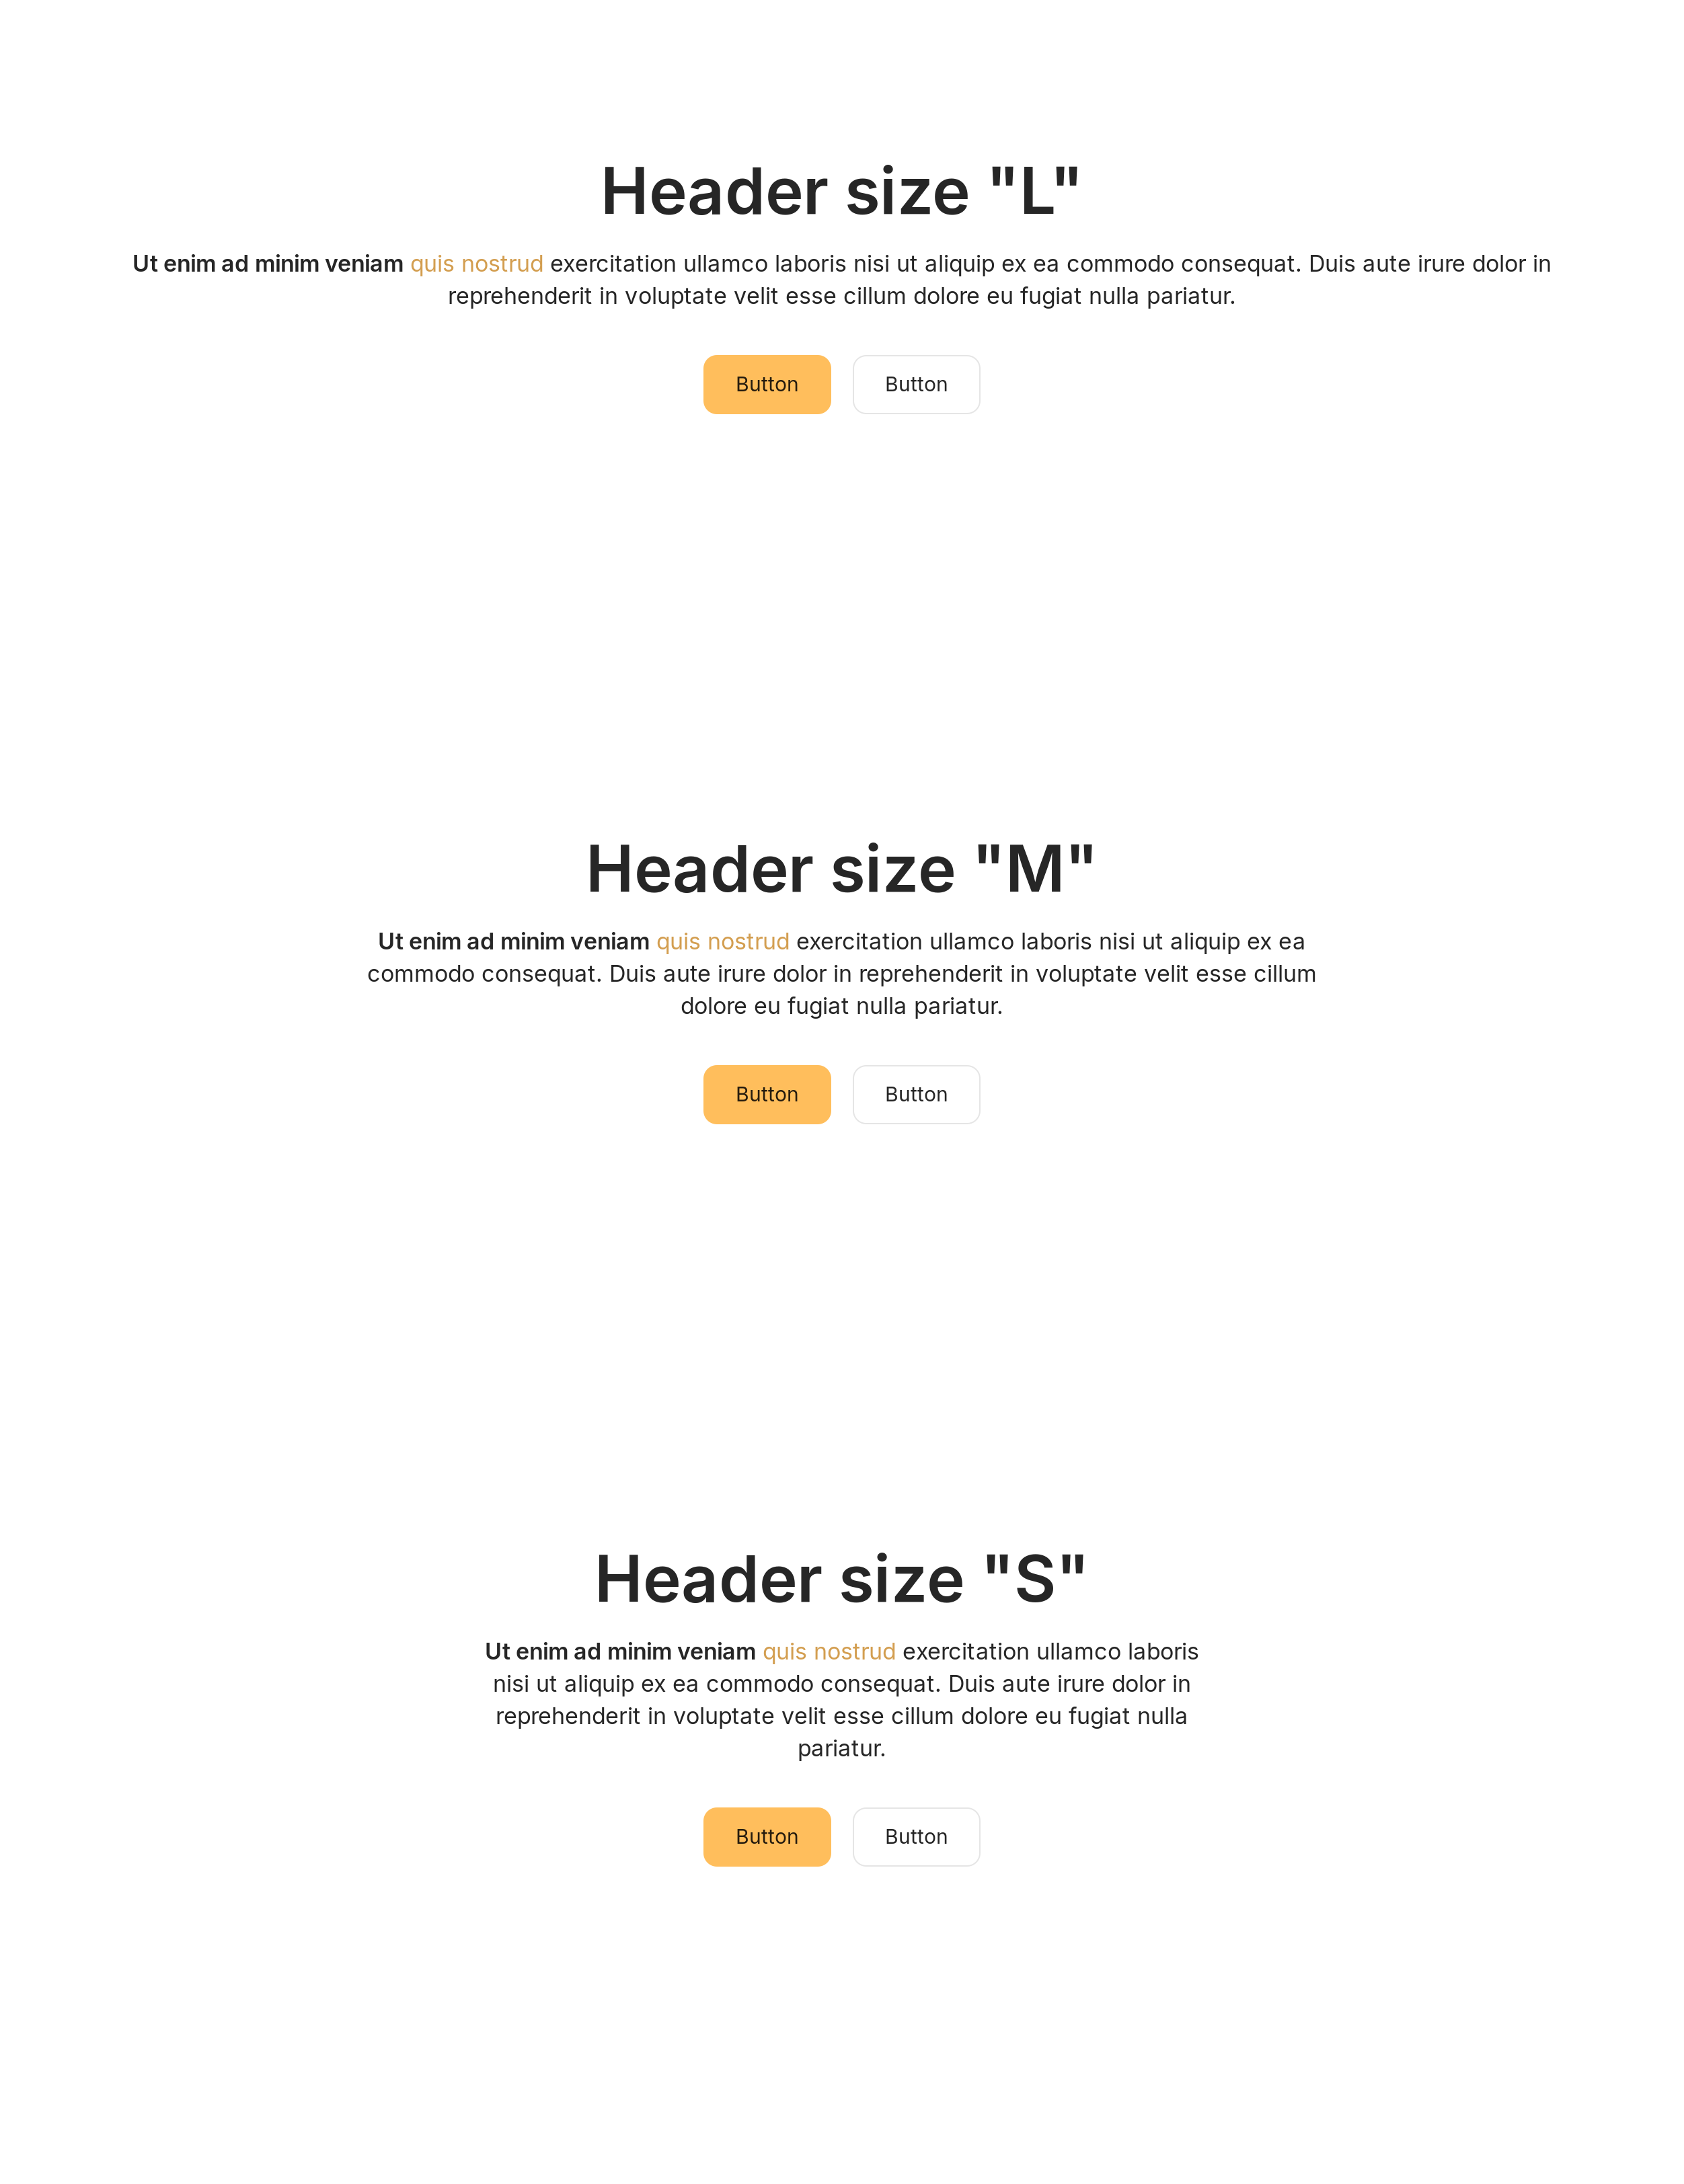 Header size "L"
Ut enim ad minim veniam quis nostrud exercitation ullamco laboris nisi ut aliquip ex ea commodo consequat. Duis aute irure dolor in
reprehenderit in voluptate velit esse cillum dolore eu fugiat nulla pariatur.
Button Button
Header size "M"
Ut enim ad minim veniam quis nostrud exercitation ullamco laboris nisi ut aliquip ex ea
commodo consequat. Duis aute irure dolor in reprehenderit in voluptate velit esse cillum
dolore eu fugiat nulla pariatur.
Button Button
Header size "S"
Ut enim ad minim veniam quis nostrud exercitation ullamco laboris
nisi ut aliquip ex ea commodo consequat. Duis aute irure dolor in
reprehenderit in voluptate velit esse cillum dolore eu fugiat nulla
pariatur.
Button Button